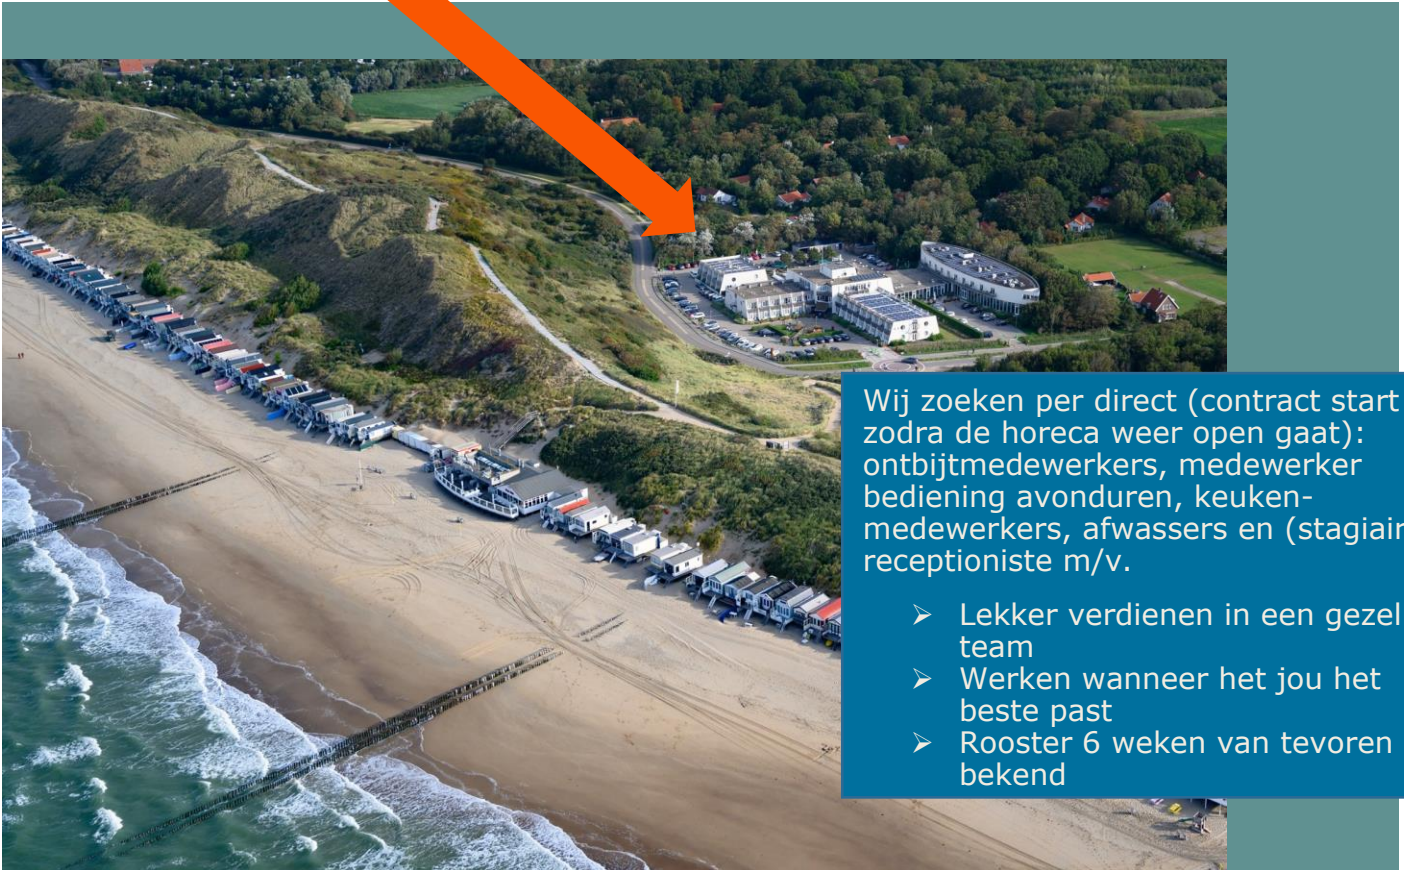 Wij zoeken per direct (contract start
zodra de horeca weer open gaat):
ontbijtmedewerkers, medewerker
bediening avonduren, keuken-
medewerkers, afwassers en
receptioniste m/v.
➢ Lekker verdienen in een
team
➢ Werken wanneer het jou het
beste past
➢ Rooster 6 weken van tevoren
bekend